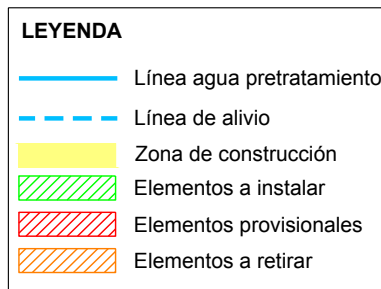 LEYENDA
Línea agua pretratamiento
Línea de alivio
Zona de construcción
Elementos a instalar
Elementos provisionales
Elementos a retirar